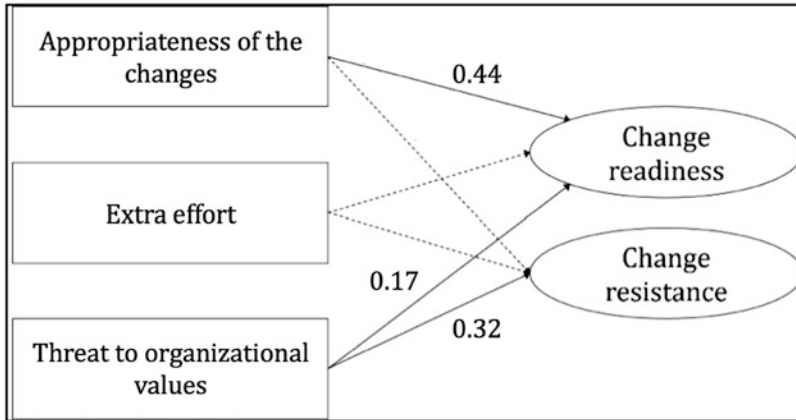 Appropriateness of the
changes
0.44
Change
readiness
Extra effort
Change
resistance
0.17
0.32
Threat to organizational
values